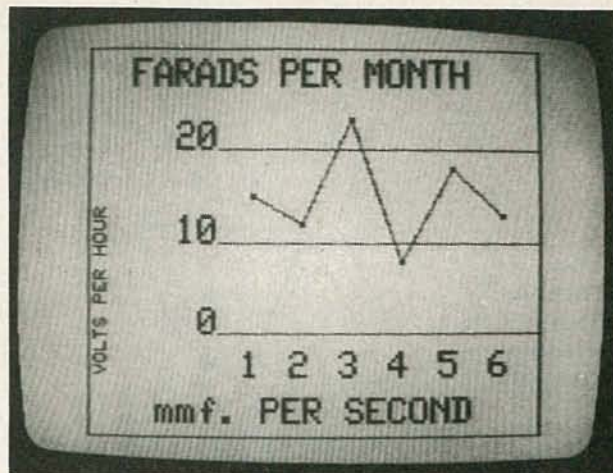 FARADS PER MONTH
20
10
0
VOLTS PER HOUR
1 2 3 4 5 6
mmf. PER SECOND